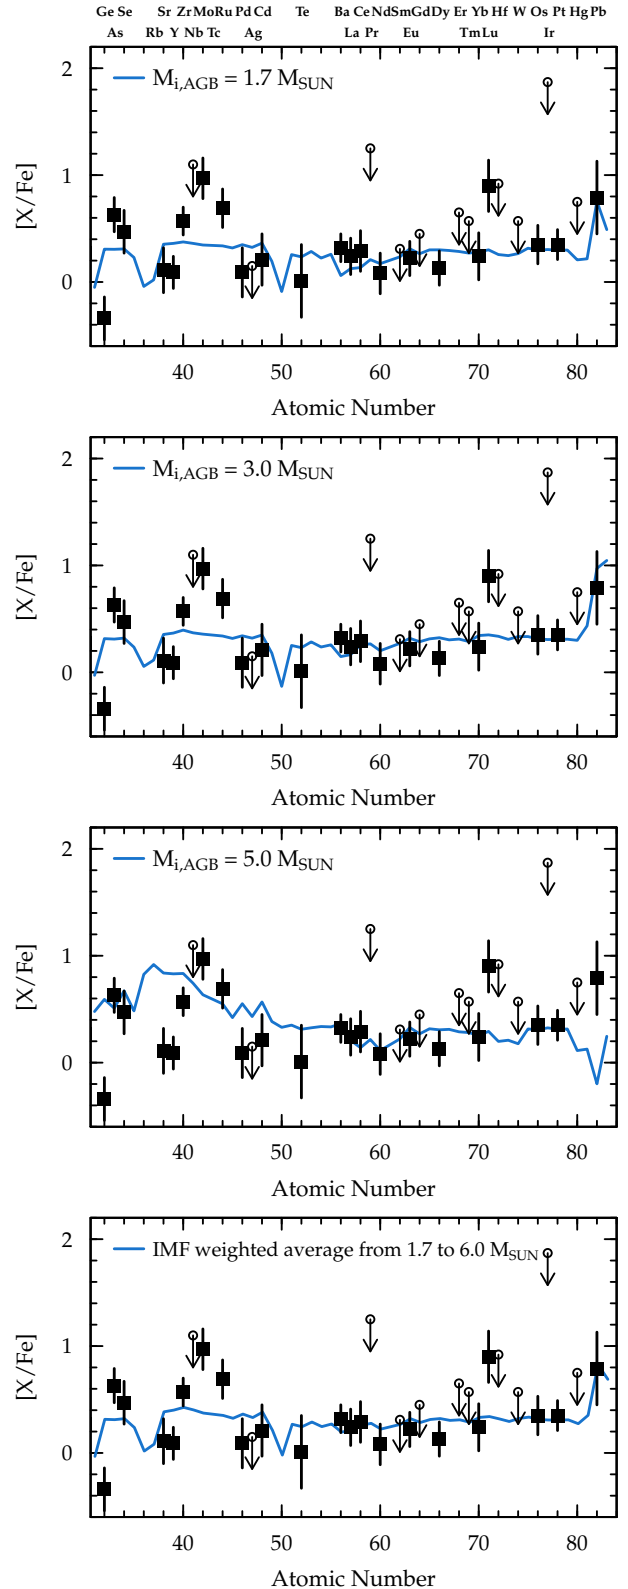 Ge Se Sr Zr Mo Ru Pd Cd Te Ba Ce Nd Sm Gd Dy Er Yb Hf W Os Pt Hg Pb
As Rb Y Nb Tc Ag La Pr Eu Tm Lu Ir
M_i,AGB = 1.7 M_SUN
2
1
0
[X/Fe]
40 50 60 70 80
Atomic Number
M_i,AGB = 3.0 M_SUN
2
1
0
[X/Fe]
40 50 60 70 80
Atomic Number
M_i,AGB = 5.0 M_SUN
2
1
0
[X/Fe]
40 50 60 70 80
Atomic Number
IMF weighted average from 1.7 to 6.0 M_SUN
2
1
0
[X/Fe]
40 50 60 70 80
Atomic Number